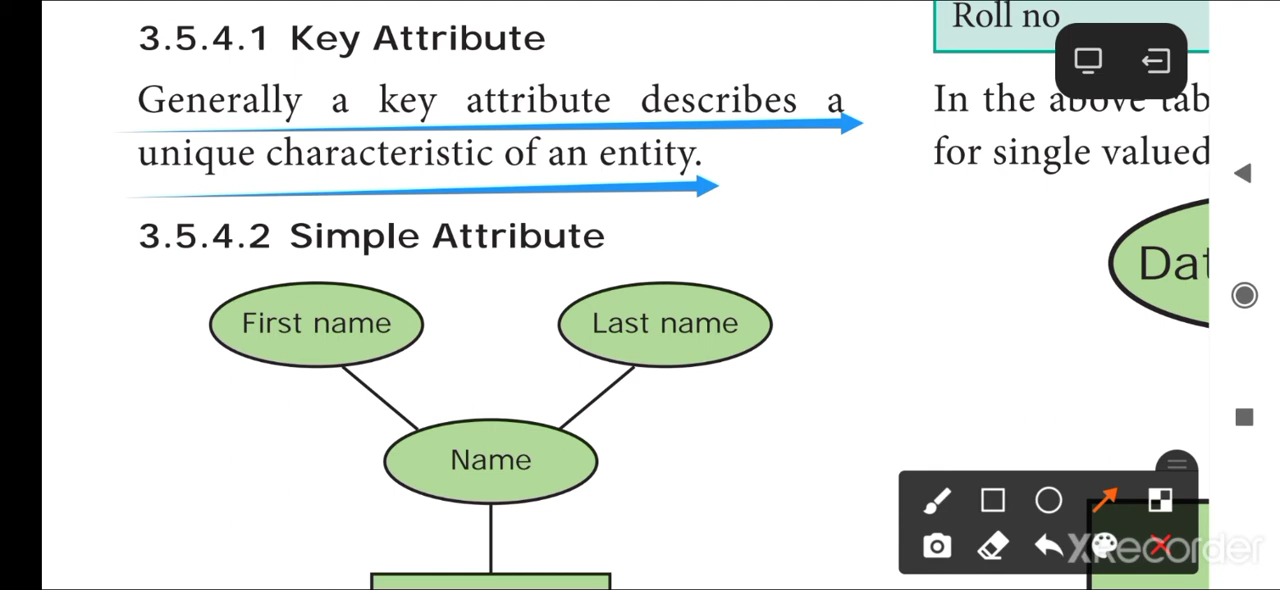 3.5.4.1 Key Attribute
Generally a key attribute describes a
unique characteristic of an entity.
3.5.4.2 Simple Attribute
First name
Last name
Name
Roll no
In the above tab
for single valued
Dat
XRecorder